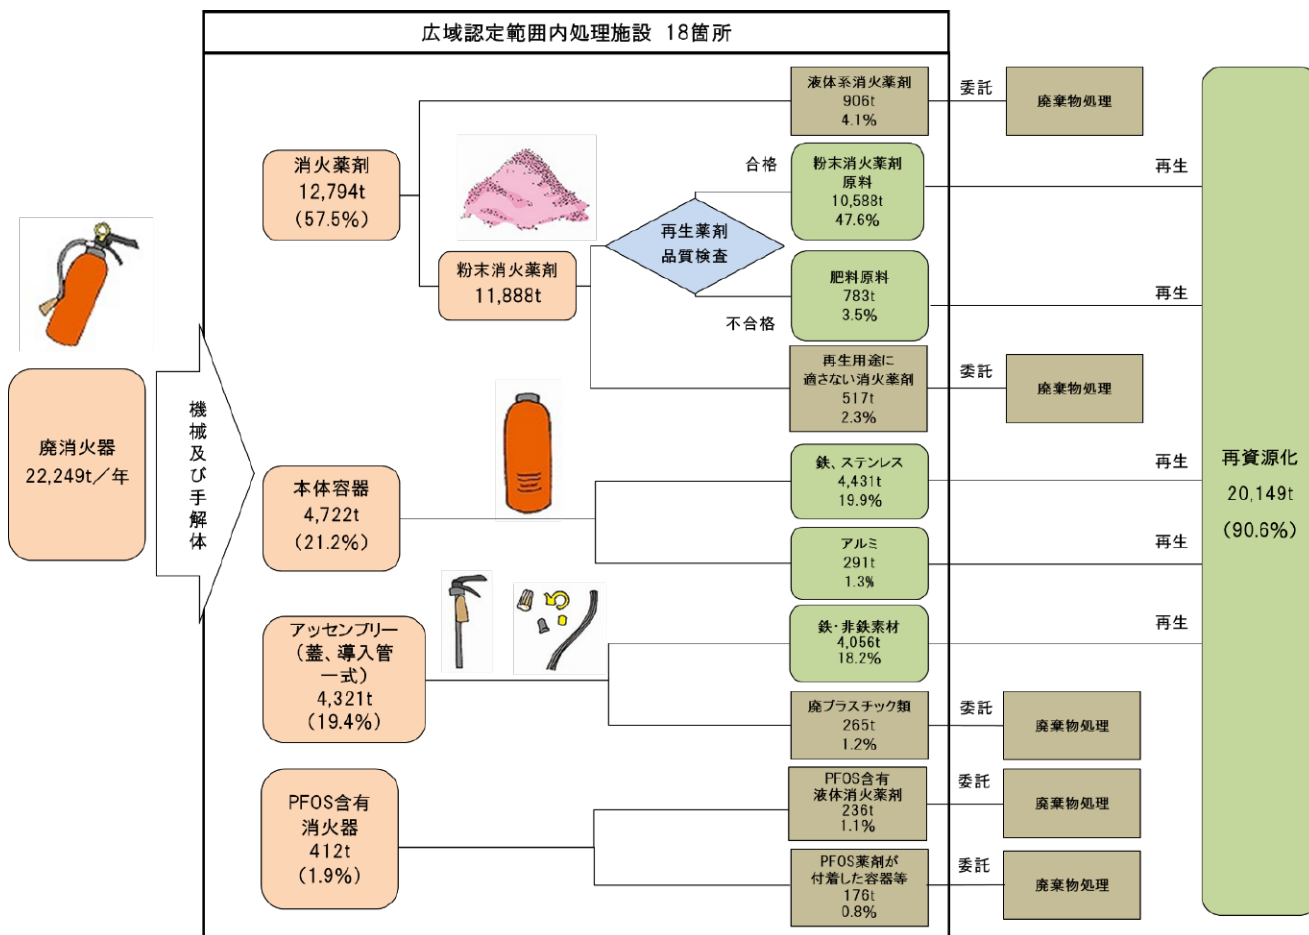 広域認定範囲内処理施設 18箇所
廃消火器
22,249t/年
機械及び手解体
消火薬剤
12,794t
(57.5%)
粉末消火薬剤
11,888t
再生薬剤
品質検査
合格
不合格
液体系消火薬剤
906t
4.1%
委託
廃棄物処理
粉末消火薬剤
原料
10,588t
47.6%
再生
肥料原料
783t
3.5%
再生
再生用途に
適さない消火薬剤
517t
2.3%
委託
廃棄物処理
本体容器
4,722t
(21.2%)
鉄、ステンレス
4,431t
19.9%
再生
アルミ
291t
1.3%
再生
アッセンブリー
(蓋、導入管
一式)
4,321t
(19.4%)
鉄・非鉄素材
4,056t
18.2%
再生
廃プラスチック類
265t
1.2%
委託
廃棄物処理
PFOS含有
消火器
412t
(1.9%)
PFOS含有
液体消火薬剤
236t
1.1%
委託
廃棄物処理
PFOS薬剤が
付着した容器等
176t
0.8%
委託
廃棄物処理
再資源化
20,149t
(90.6%)